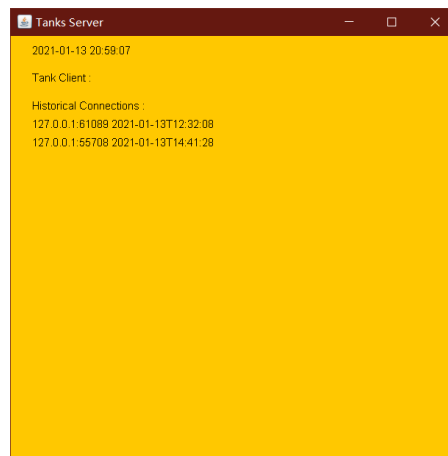 Tanks Server
2021-01-13 20:59:07
Tank Client :
Historical Connections :
127.0.0.1:61089 2021-01-13T12:32:08
127.0.0.1:55708 2021-01-13T14:41:28